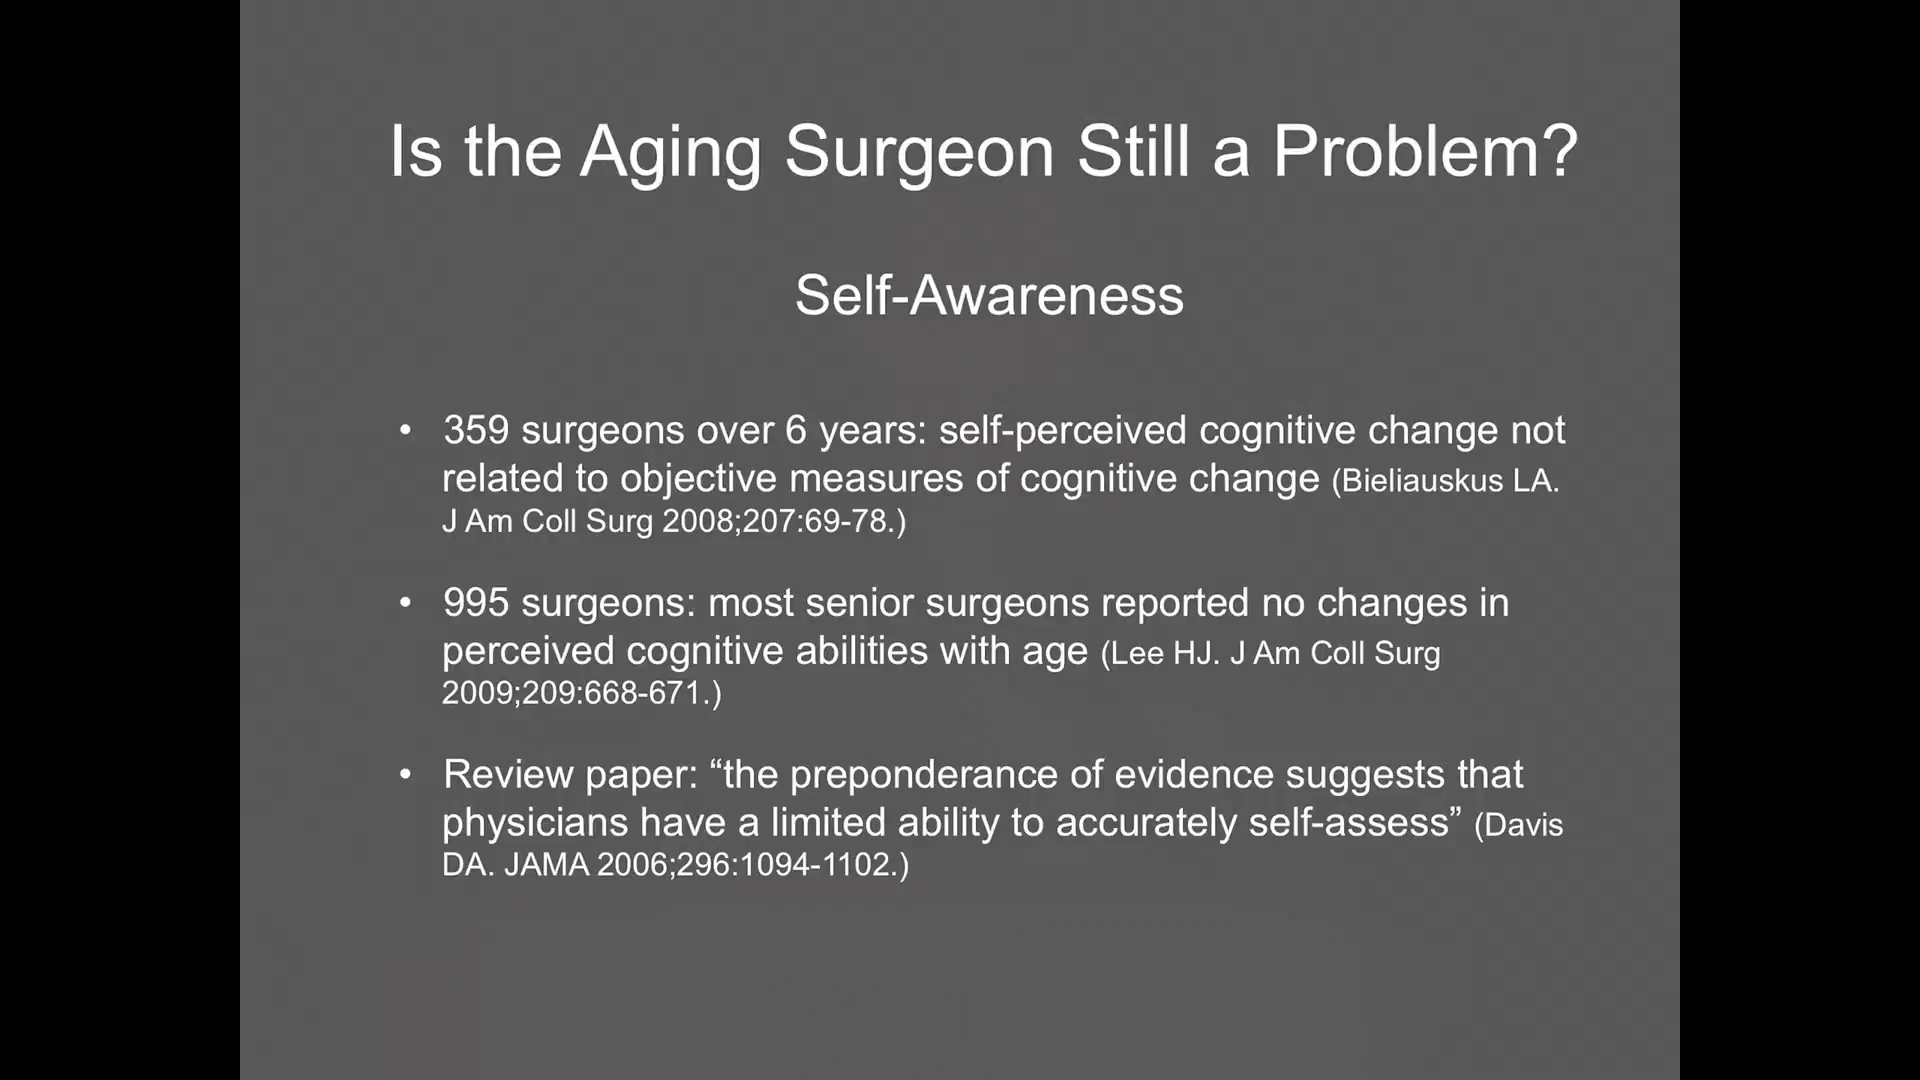 Is the Aging Surgeon Still a Problem?
Self-Awareness
• 359 surgeons over 6 years: self-perceived cognitive change not
related to objective measures of cognitive change (Bieliauskus LA.
J Am Coll Surg 2008;207:69-78.)
• 995 surgeons: most senior surgeons reported no changes in
perceived cognitive abilities with age (Lee HJ. J Am Coll Surg
2009;209:668-671.)
• Review paper: “the preponderance of evidence suggests that
physicians have a limited ability to accurately self-assess” (Davis
DA. JAMA 2006;296:1094-1102.)